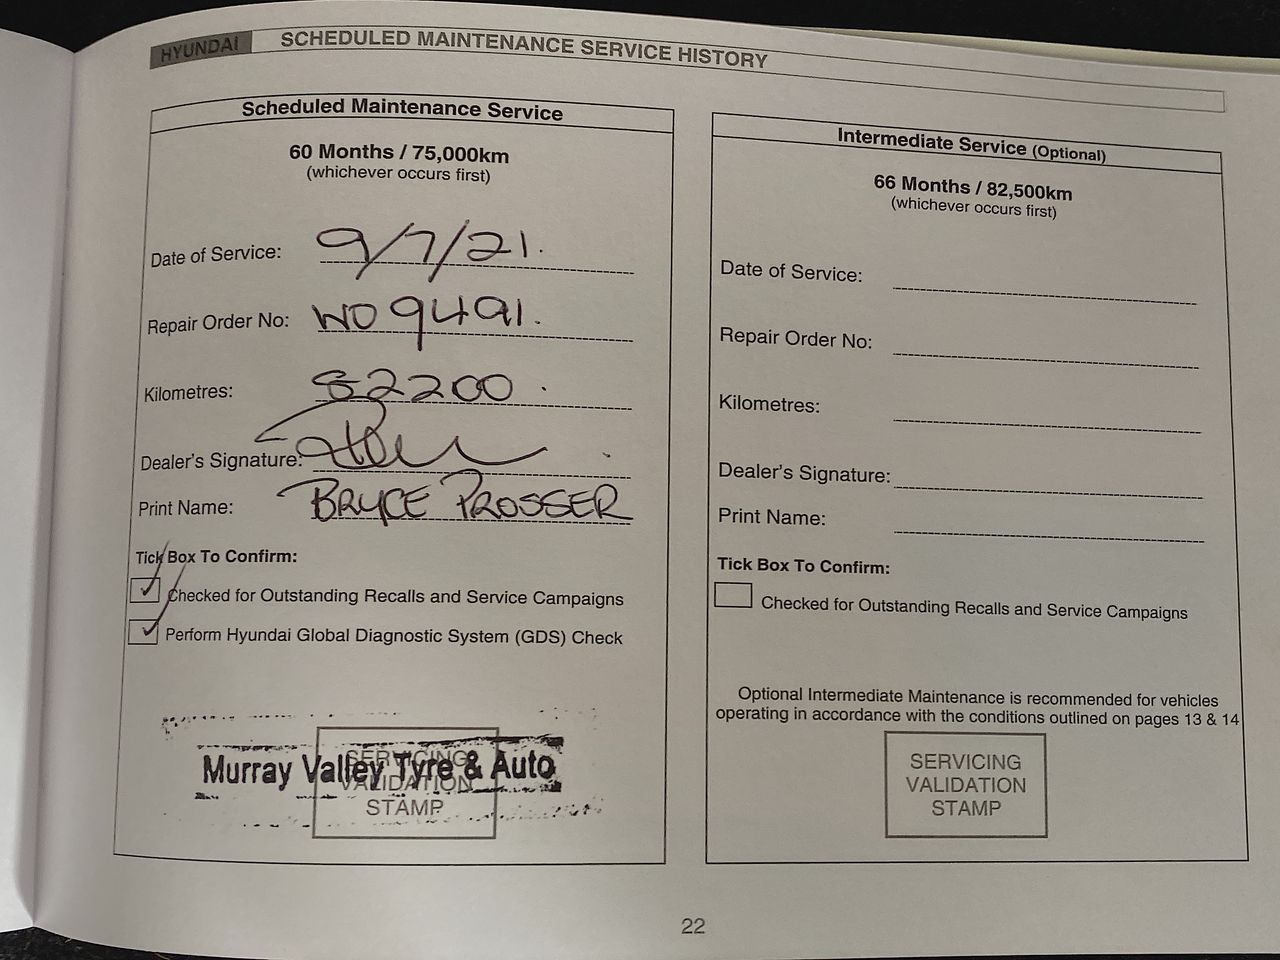 HYUNDAI SCHEDULED MAINTENANCE SERVICE HISTORY
Scheduled Maintenance Service
60 Months / 75,000km
(whichever occurs first)
Date of Service: 9/7/21.
Repair Order No: WO9491.
Kilometres: 82200.
Dealer's Signature:
Print Name: BRYCE PROSSER
Tick Box To Confirm:
Checked for Outstanding Recalls and Service Campaigns
Perform Hyundai Global Diagnostic System (GDS) Check
Murray Valley Tyre & Auto
SERVICING
VALIDATION
STAMP
Intermediate Service (Optional)
66 Months / 82,500km
(whichever occurs first)
Date of Service:
Repair Order No:
Kilometres:
Dealer's Signature:
Print Name:
Tick Box To Confirm:
Checked for Outstanding Recalls and Service Campaigns
Optional Intermediate Maintenance is recommended for vehicles
operating in accordance with the conditions outlined on pages 13 & 14
SERVICING
VALIDATION
STAMP
22